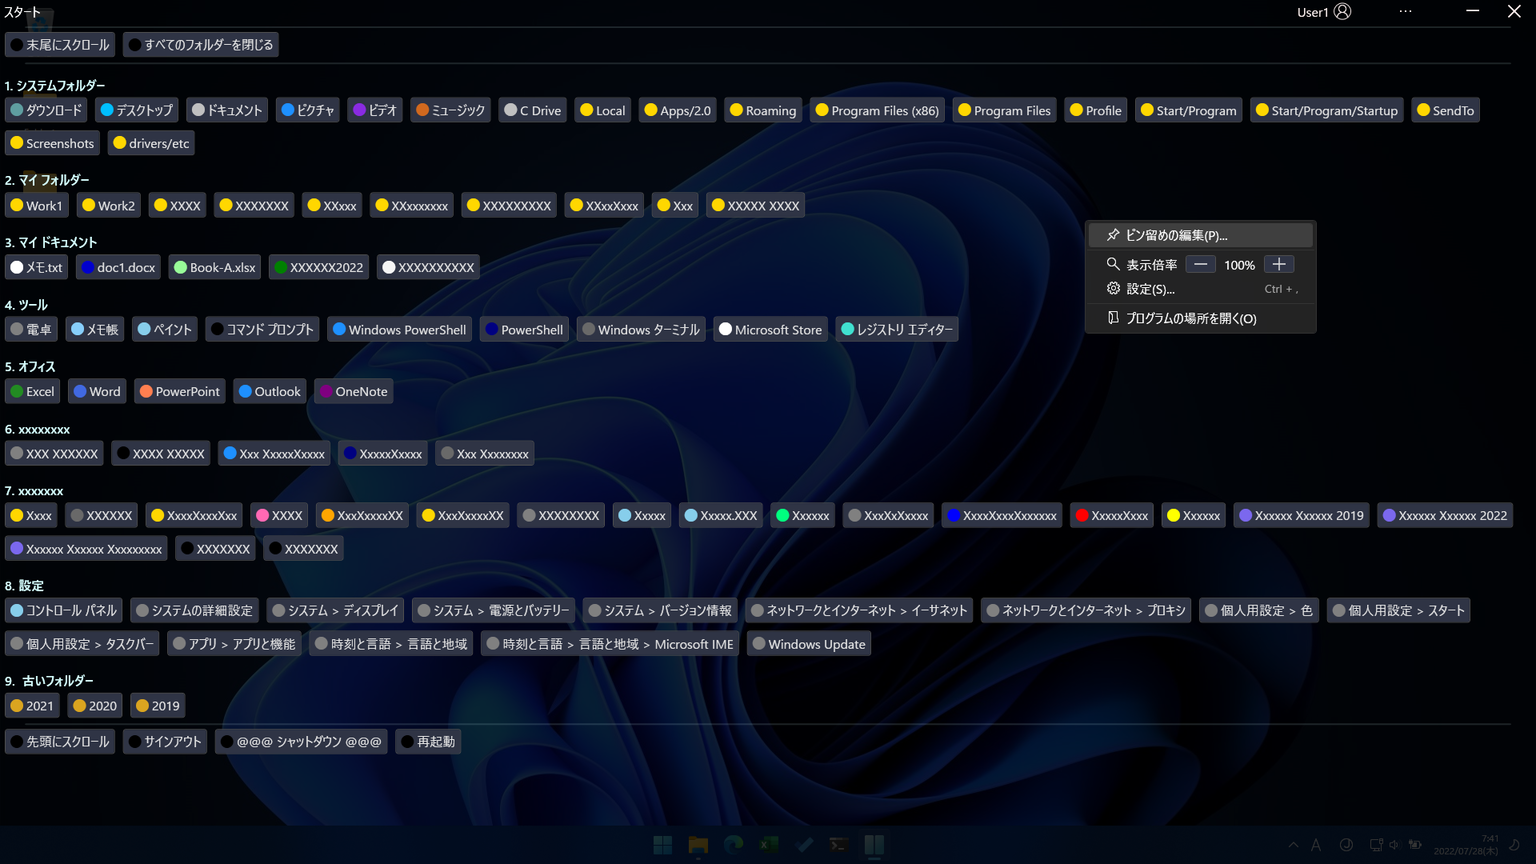 スタート
User1
末尾にスクロール すべてのフォルダーを閉じる
1. システムフォルダー
ダウンロード デスクトップ ドキュメント ピクチャ ビデオ ミュージック C Drive Local Apps/2.0 Roaming Program Files (x86) Program Files Profile Start/Program Start/Program/Startup SendTo
Screenshots drivers/etc
2. マイ フォルダー
Work1 Work2 XXXX XXXXXXX XXxxx XXxxxxxxx XXXXXXXXX XXxxXxxx Xxx XXXXX XXXX
3. マイ ドキュメント
メモ.txt doc1.docx Book-A.xlsx XXXXXX2022 XXXXXXXXXX
4. ツール
電卓 メモ帳 ペイント コマンド プロンプト Windows PowerShell PowerShell Windows ターミナル Microsoft Store レジストリ エディター
5. オフィス
Excel Word PowerPoint Outlook OneNote
6. xxxxxxxx
XXX XXXXXX XXXX XXXXX Xxx XxxxxXxxxx XxxxxXxxxx Xxx Xxxxxxxx
7. xxxxxxx
Xxxx XXXXXX XxxxXxxxXxx XXXX XxxXxxxxXX XxxXxxxxXX XXXXXXXX Xxxxx Xxxxx.XXX Xxxxxx XxxXxXxxxx XxxxXxxxXxxxxxx XxxxxXxxx Xxxxxx Xxxxxx Xxxxxx 2019 Xxxxxx Xxxxxx 2022
Xxxxxx Xxxxxx Xxxxxxxxx XXXXXXX XXXXXXX
8. 設定
コントロール パネル システムの詳細設定 システム > ディスプレイ システム > 電源とバッテリー システム > バージョン情報 ネットワークとインターネット > イーサネット ネットワークとインターネット > プロキシ 個人用設定 > 色 個人用設定 > スタート
個人用設定 > タスクバー アプリ > アプリと機能 時刻と言語 > 言語と地域 時刻と言語 > 言語と地域 > Microsoft IME Windows Update
9. 古いフォルダー
2021 2020 2019
先頭にスクロール サインアウト @@@ シャットダウン @@@ 再起動
ピン留めの編集(P)...
表示倍率 — 100% +
設定(S)... Ctrl + ,
プログラムの場所を開く(O)
A
7:41
2022/07/28(木)